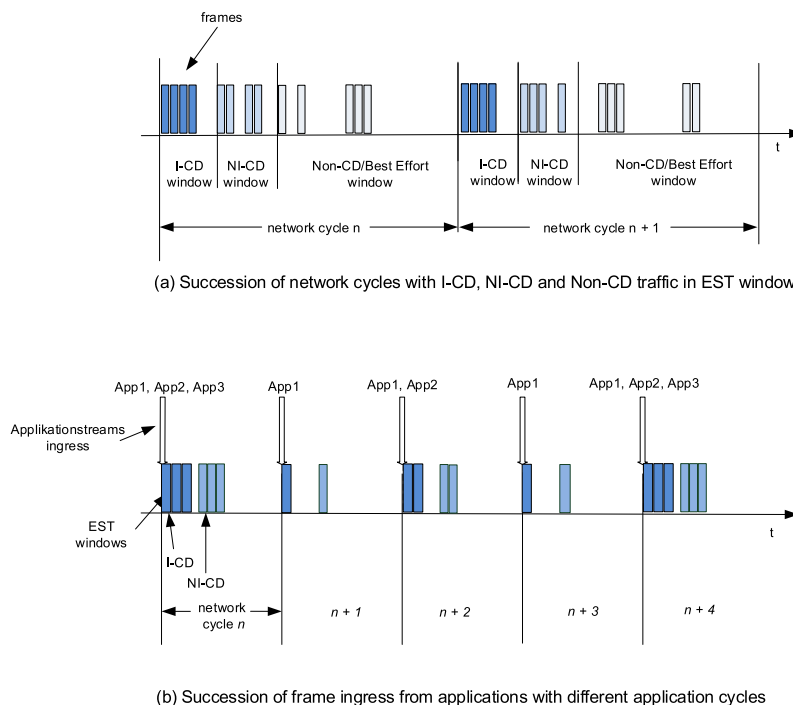 frames
t
I-CD
window
NI-CD
window
Non-CD/Best Effort
window
I-CD
window
NI-CD
window
Non-CD/Best Effort
window
network cycle n
network cycle n + 1
(a) Succession of network cycles with I-CD, NI-CD and Non-CD traffic in EST window
App1, App2, App3
App1
App1, App2
App1
App1, App2, App3
Applikationstreams
ingress
EST
windows
t
I-CD
NI-CD
network
cycle n
n + 1
n + 2
n + 3
n + 4
(b) Succession of frame ingress from applications with different application cycles